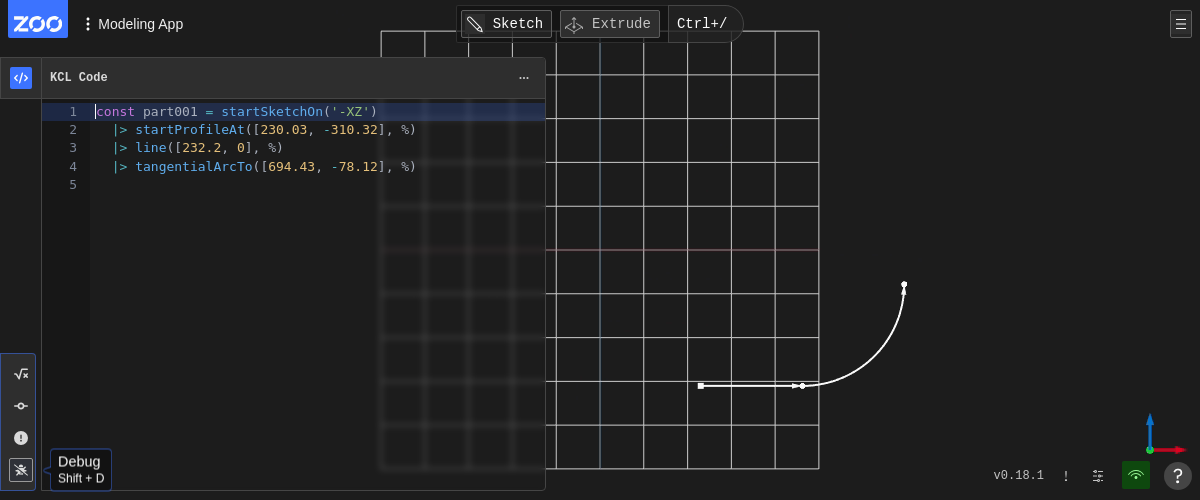 ZOO
Modeling App
Sketch
Extrude
Ctrl+/
KCL Code
1 const part001 = startSketchOn('-XZ')
2 |> startProfileAt([230.03, -310.32], %)
3 |> line([232.2, 0], %)
4 |> tangentialArcTo([694.43, -78.12], %)
5
Debug
Shift + D
v0.18.1
!
?